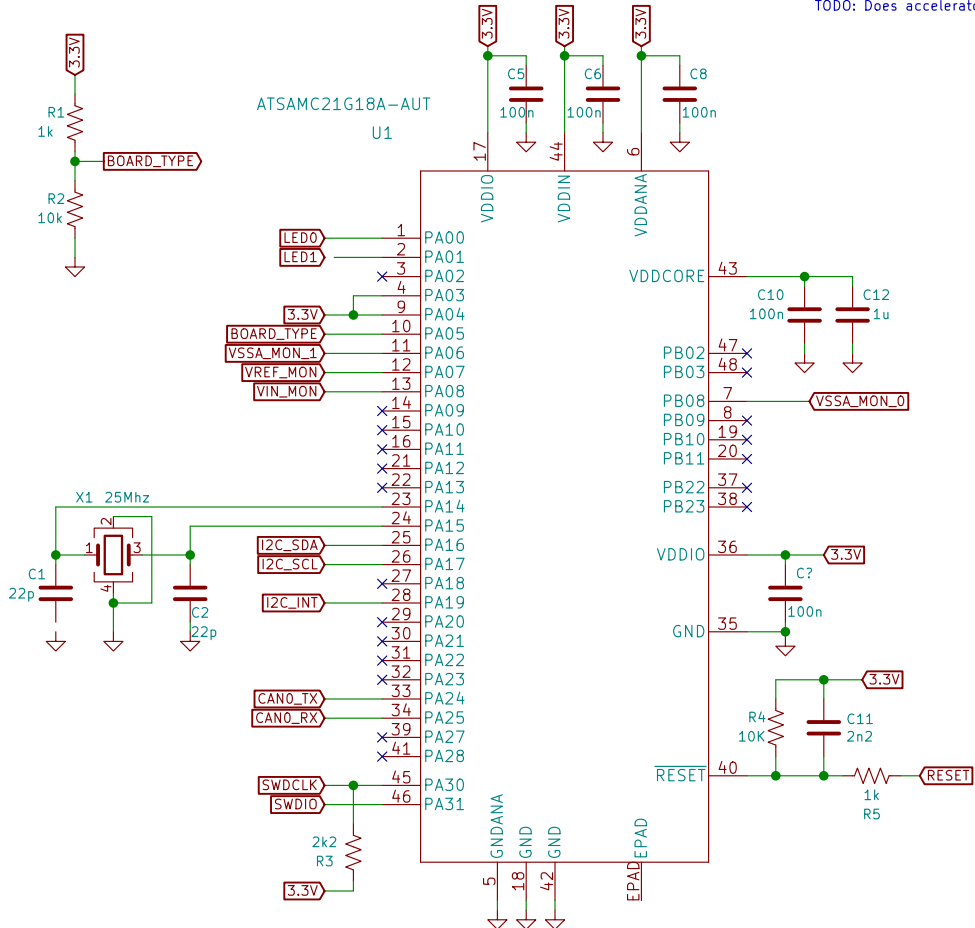 TODO: Does accelerato
3.3V
3.3V
3.3V
3.3V
R1
1k
BOARD_TYPE
R2
10k
ATSAMC21G18A-AUT
U1
C5
100n
C6
100n
C8
100n
17
44
6
VDDIO
VDDIN
VDDANA
LED0
1
PA00
LED1
2
PA01
3
PA02
4
PA03
3.3V
9
PA04
BOARD_TYPE
10
PA05
VSSA_MON_1
11
PA06
VREF_MON
12
PA07
VIN_MON
13
PA08
14
PA09
15
PA10
16
PA11
21
PA12
22
PA13
23
PA14
24
PA15
I2C_SDA
25
PA16
I2C_SCL
26
PA17
27
PA18
I2C_INT
28
PA19
29
PA20
30
PA21
31
PA22
32
PA23
CAN0_TX
33
PA24
CAN0_RX
34
PA25
39
PA27
41
PA28
SWDCLK
45
PA30
SWDIO
46
PA31
2k2
R3
3.3V
X1 25Mhz
2
1
3
4
C1
22p
C2
22p
VDDCORE
43
C10
100n
C12
1u
PB02
47
PB03
48
PB08
7
VSSA_MON_0
PB09
8
PB10
19
PB11
20
PB22
37
PB23
38
VDDIO
36
3.3V
C?
100n
GND
35
3.3V
R4
10K
C11
2n2
RESET
40
RESET
1k
R5
GNDANA
GND
GND
EPAD
5
18
42
EPAD